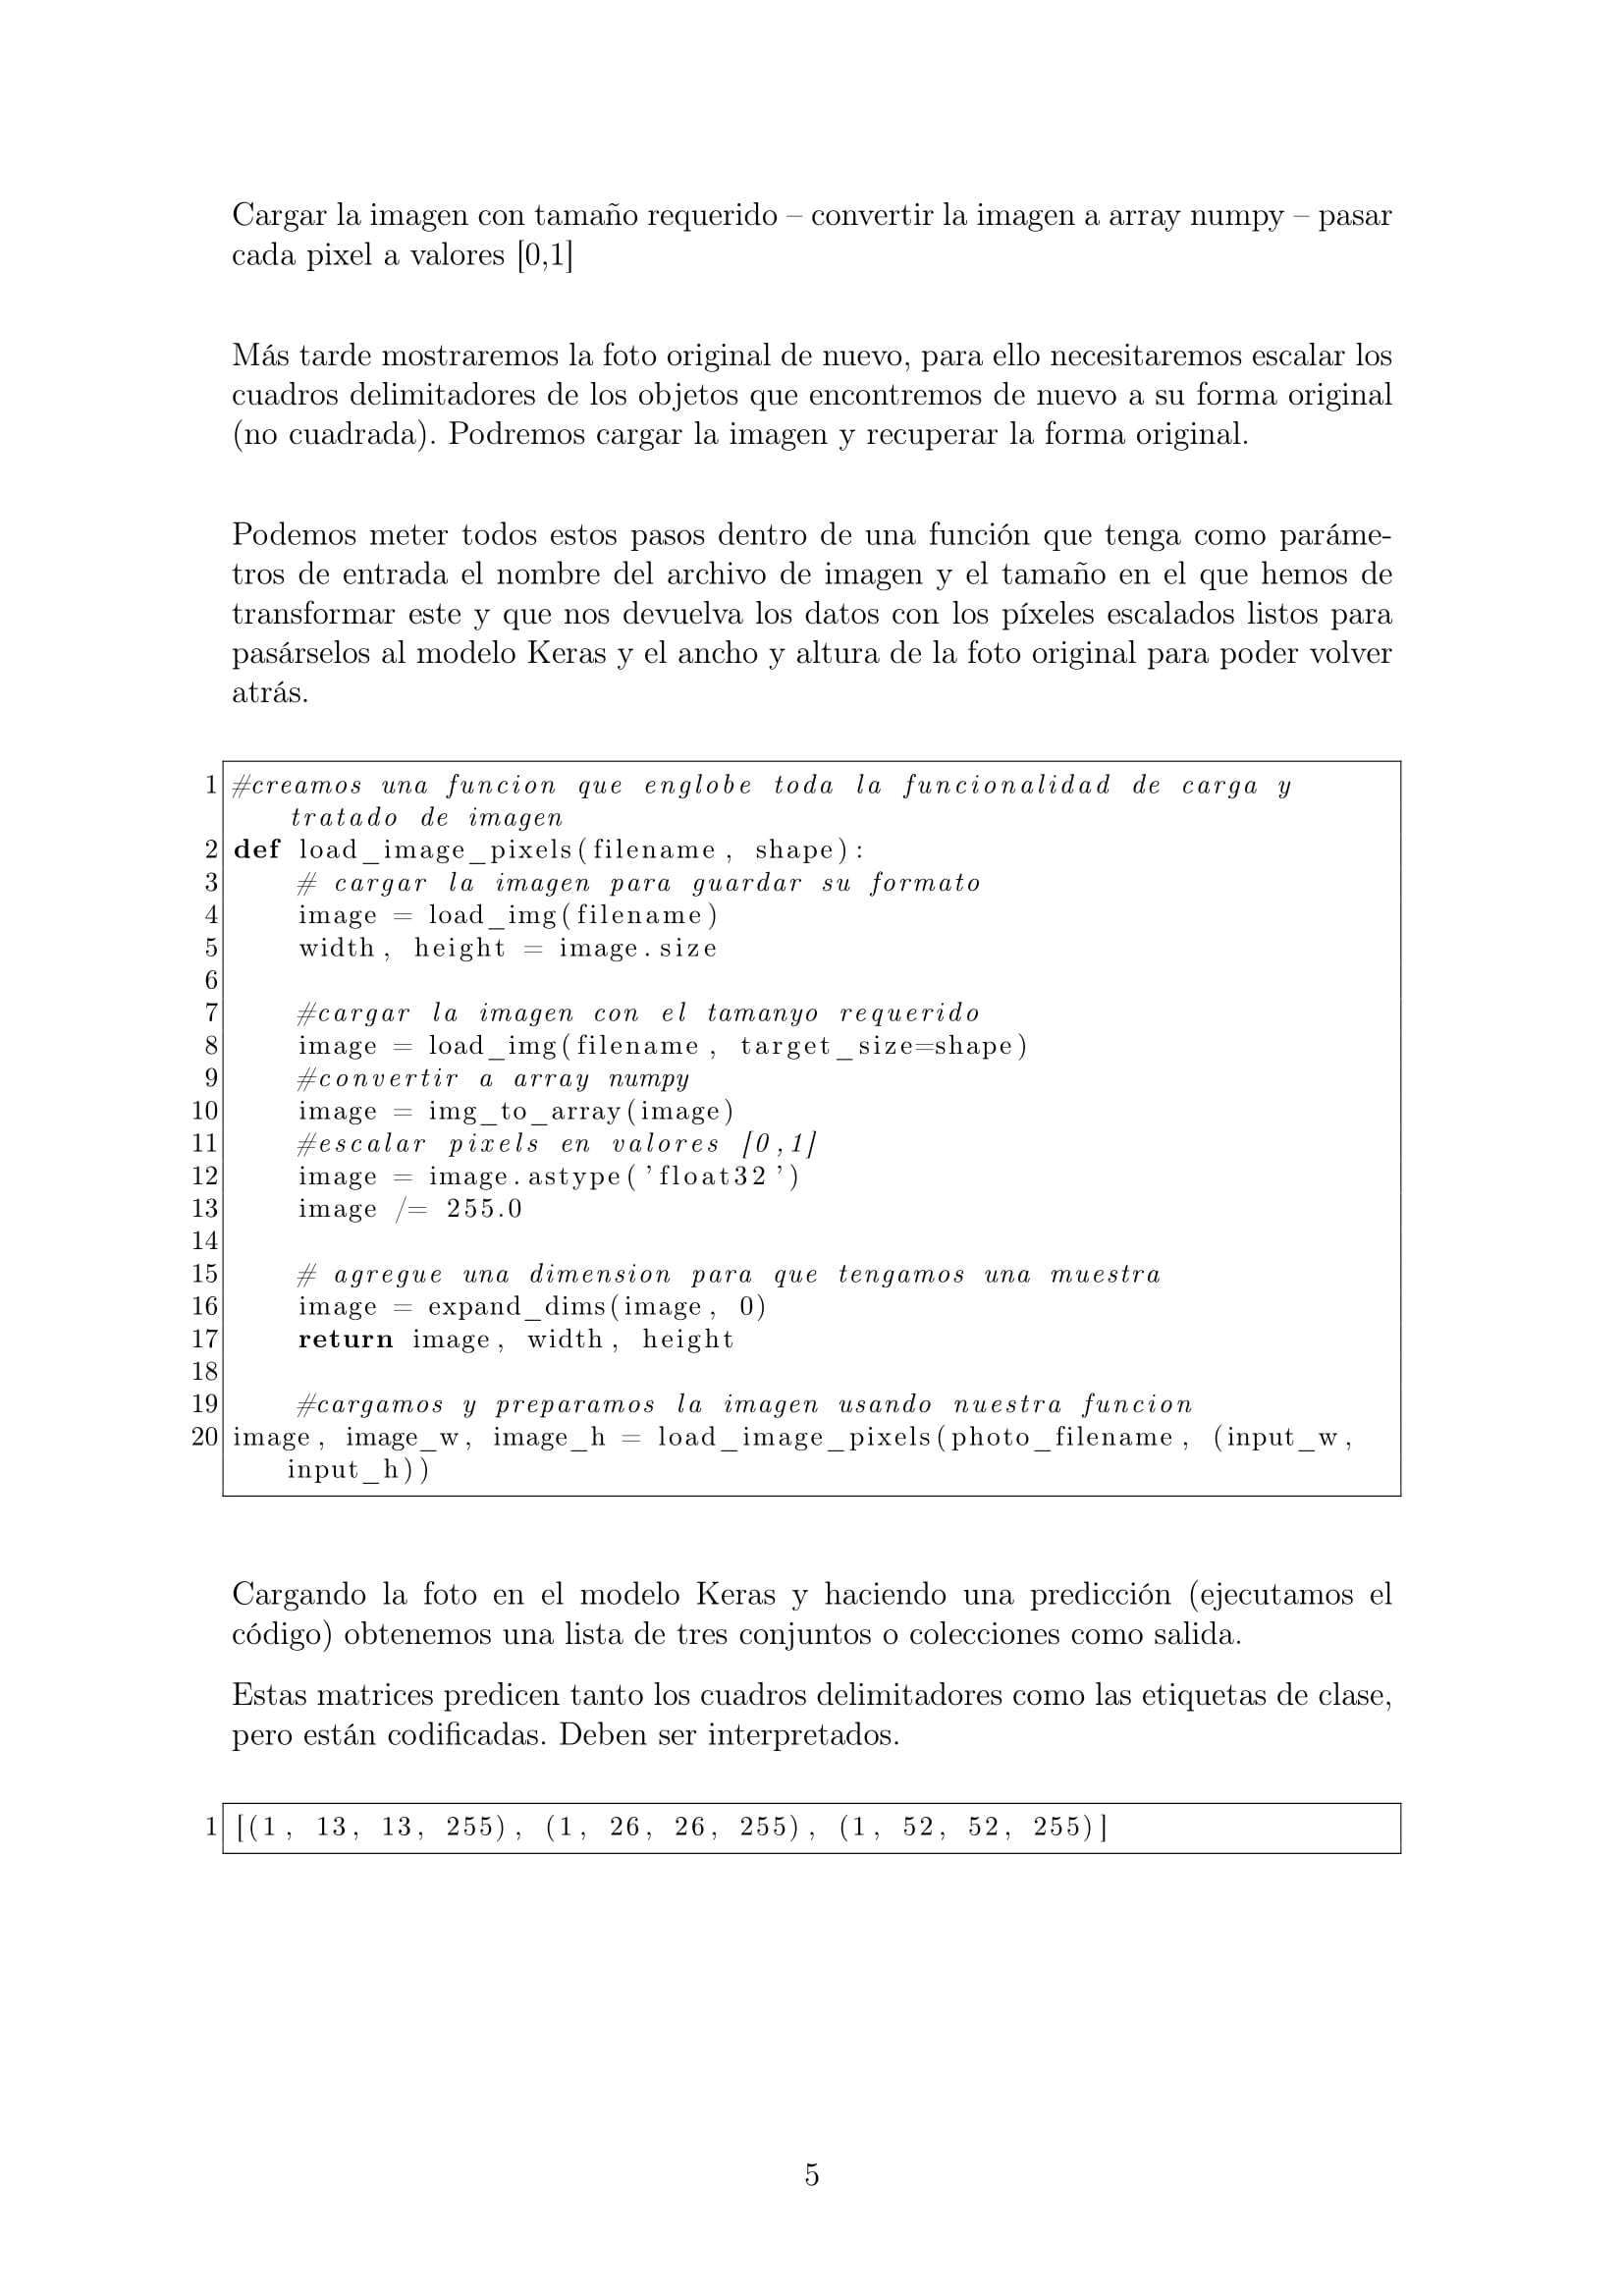 Cargar la imagen con tamaño requerido – convertir la imagen a array numpy – pasar
cada pixel a valores [0,1]
Más tarde mostraremos la foto original de nuevo, para ello necesitaremos escalar los
cuadros delimitadores de los objetos que encontremos de nuevo a su forma original
(no cuadrada). Podremos cargar la imagen y recuperar la forma original.
Podemos meter todos estos pasos dentro de una función que tenga como paráme-
tros de entrada el nombre del archivo de imagen y el tamaño en el que hemos de
transformar este y que nos devuelva los datos con los píxeles escalados listos para
pasárselos al modelo Keras y el ancho y altura de la foto original para poder volver
atrás.
1 #creamos una funcion que englobe toda la funcionalidad de carga y
tratado de imagen
2 def load_image_pixels(filename, shape):
3 # cargar la imagen para guardar su formato
4 image = load_img(filename)
5 width, height = image.size
6
7 #cargar la imagen con el tamanyo requerido
8 image = load_img(filename, target_size=shape)
9 #convertir a array numpy
10 image = img_to_array(image)
11 #escalar pixels en valores [0,1]
12 image = image.astype('float32')
13 image /= 255.0
14
15 # agregue una dimension para que tengamos una muestra
16 image = expand_dims(image, 0)
17 return image, width, height
18
19 #cargamos y preparamos la imagen usando nuestra funcion
20 image, image_w, image_h = load_image_pixels(photo_filename, (input_w,
input_h))
Cargando la foto en el modelo Keras y haciendo una predicción (ejecutamos el
código) obtenemos una lista de tres conjuntos o colecciones como salida.
Estas matrices predicen tanto los cuadros delimitadores como las etiquetas de clase,
pero están codificadas. Deben ser interpretados.
1 [(1, 13, 13, 255), (1, 26, 26, 255), (1, 52, 52, 255)]
5